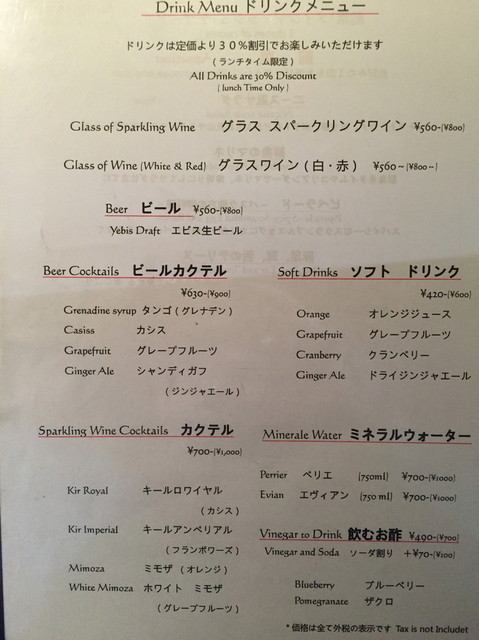 Drink Menu ドリンクメニュー
ドリンクは定価より３０％割引でお楽しみいただけます
(ランチタイム限定)
All Drinks are 30% Discount
( lunch Time Only )
Glass of Sparkling Wine グラス スパークリングワイン ¥560-(¥800)
Glass of Wine (White & Red) グラスワイン ( 白・赤 ) ¥560～(¥800～)
Beer ビール ¥560-(¥800)
Yebis Draft エビス生ビール
Beer Cocktails ビールカクテル
¥630-(¥900)
Grenadine syrup タンゴ ( グレナデン )
Casiss カシス
Grapefruit グレープフルーツ
Ginger Ale シャンディガフ
( ジンジャエール )
Soft Drinks ソフト ドリンク
¥420-(¥600)
Orange オレンジジュース
Grapefruit グレープフルーツ
Cranberry クランベリー
Ginger Ale ドライジンジャエール
Sparkling Wine Cocktails カクテル
¥700-(¥1,000)
Kir Royal キールロワイヤル
( カシス )
Kir Imperial キールアンペリアル
( フランボワーズ )
Mimoza ミモザ ( オレンジ )
White Mimoza ホワイト ミモザ
( グレープフルーツ )
Minerale Water ミネラルウォーター
Perrier ペリエ (750ml) ¥700-(¥1000)
Evian エヴィアン (750 ml) ¥700-(¥1000)
Vinegar to Drink 飲むお酢 ¥490-(¥700)
Vinegar and Soda ソーダ割り +¥70-(¥100)
Blueberry ブルーベリー
Pomegranate ザクロ
* 価格は全て外税の表示です Tax is not Includet